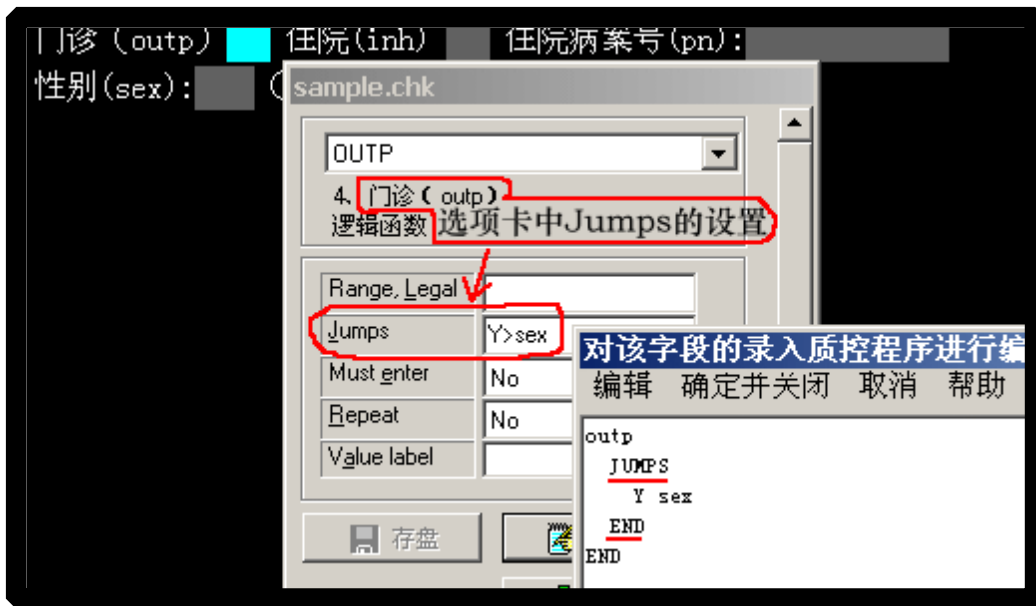 门诺（outp） 住院(inh) 住院病案号(pn):
性别(sex): (
sample.chk
OUTP
4、门诊（ outp）
逻辑函数
选项卡中Jumps的设置
Range, Legal
Jumps Y>sex
Must enter No
Repeat No
Value label
存盘
对该字段的录入质控程序进行编
编辑 确定并关闭 取消 帮助
outp
JUMPS
Y sex
END
END